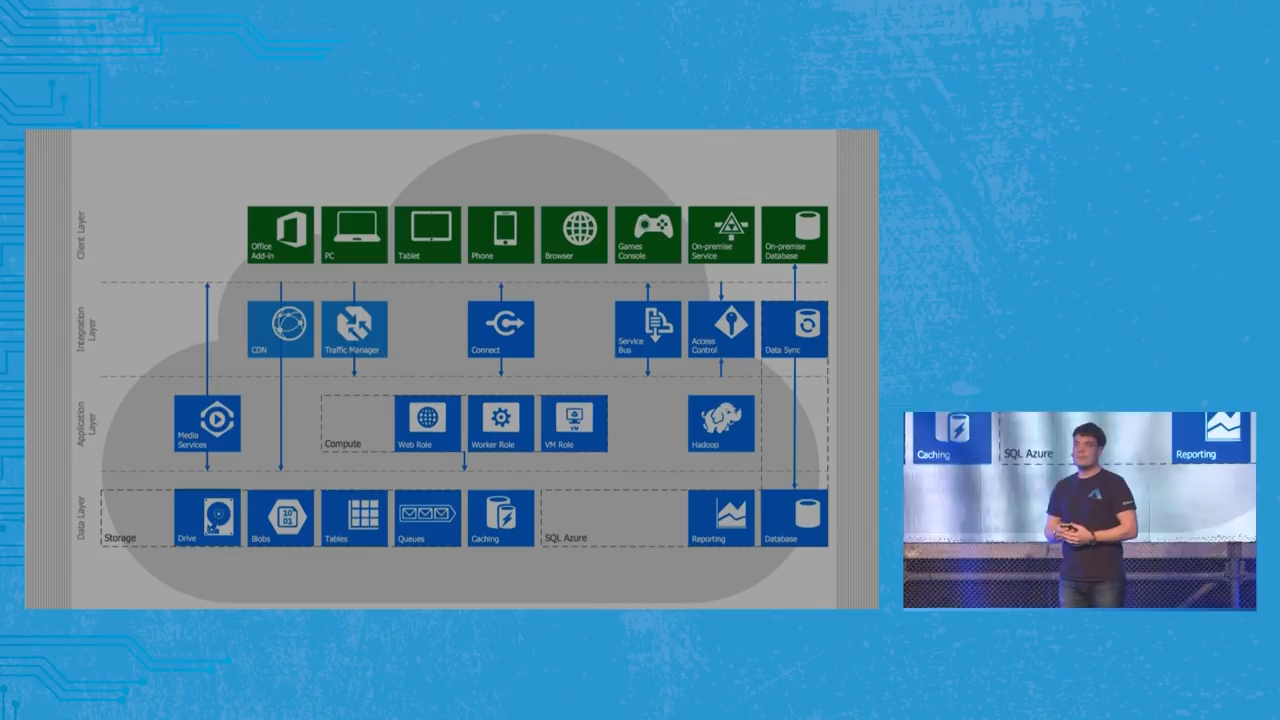 Client Layer
Office
Add-in
PC
Tablet
Phone
Browser
Games
Console
On-premise
Service
On-premise
Database
Integration
Layer
CDN
Traffic Manager
Connect
Service
Bus
Access
Control
Data Sync
Application
Layer
Media
Services
Compute
Web Role
Worker Role
VM
VM Role
Hadoop
Data Layer
Storage
Drive
10
01
Blobs
Tables
Queues
Caching
SQL Azure
Reporting
Database
Caching
SQL Azure
Reporting